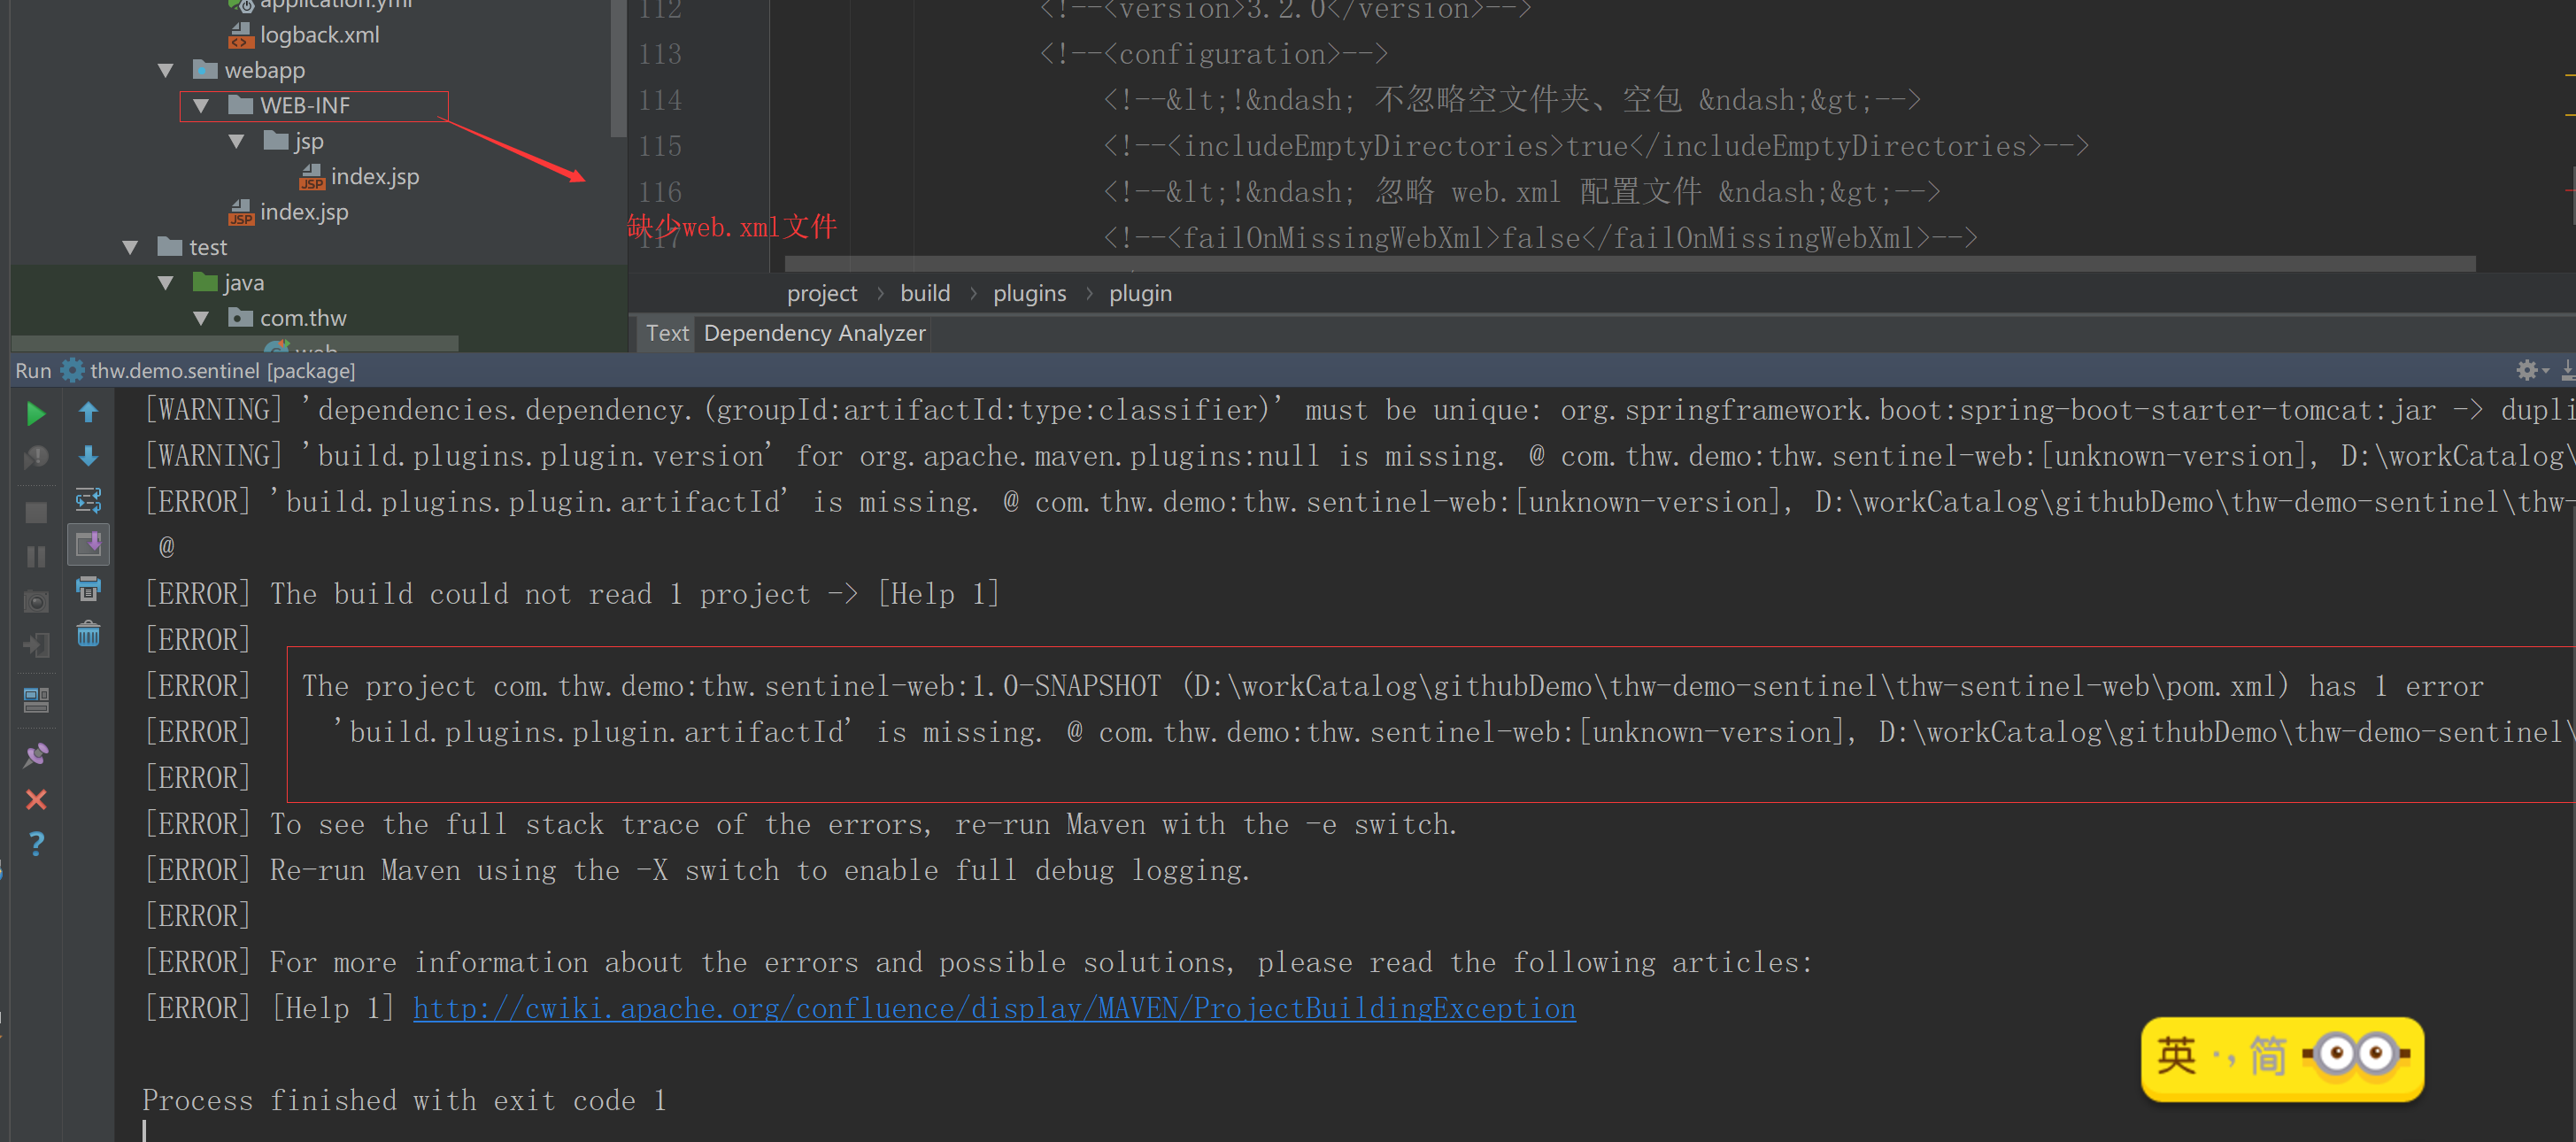 application.yml
logback.xml
webapp
WEB-INF
jsp
index.jsp
index.jsp
test
java
com.thw
web
112 <!--<version>3.2.0</version>-->
113 <!--<configuration>-->
114 <!--&lt;!&ndash; 不忽略空文件夹、空包 &ndash;&gt;-->
115 <!--<includeEmptyDirectories>true</includeEmptyDirectories>-->
116 <!--&lt;!&ndash; 忽略 web.xml 配置文件 &ndash;&gt;-->
117 <!--<failOnMissingWebXml>false</failOnMissingWebXml>-->
缺少web.xml文件
project › build › plugins › plugin
Text Dependency Analyzer
Run thw.demo.sentinel [package]
[WARNING] 'dependencies.dependency.(groupId:artifactId:type:classifier)' must be unique: org.springframework.boot:spring-boot-starter-tomcat:jar -> dupli
[WARNING] 'build.plugins.plugin.version' for org.apache.maven.plugins:null is missing. @ com.thw.demo:thw.sentinel-web:[unknown-version], D:\workCatalog\
[ERROR] 'build.plugins.plugin.artifactId' is missing. @ com.thw.demo:thw.sentinel-web:[unknown-version], D:\workCatalog\githubDemo\thw-demo-sentinel\thw-
@
[ERROR] The build could not read 1 project -> [Help 1]
[ERROR]
[ERROR] The project com.thw.demo:thw.sentinel-web:1.0-SNAPSHOT (D:\workCatalog\githubDemo\thw-demo-sentinel\thw-sentinel-web\pom.xml) has 1 error
[ERROR] 'build.plugins.plugin.artifactId' is missing. @ com.thw.demo:thw.sentinel-web:[unknown-version], D:\workCatalog\githubDemo\thw-demo-sentinel\
[ERROR]
[ERROR] To see the full stack trace of the errors, re-run Maven with the -e switch.
[ERROR] Re-run Maven using the -X switch to enable full debug logging.
[ERROR]
[ERROR] For more information about the errors and possible solutions, please read the following articles:
[ERROR] [Help 1] http://cwiki.apache.org/confluence/display/MAVEN/ProjectBuildingException
Process finished with exit code 1
英 ·, 简